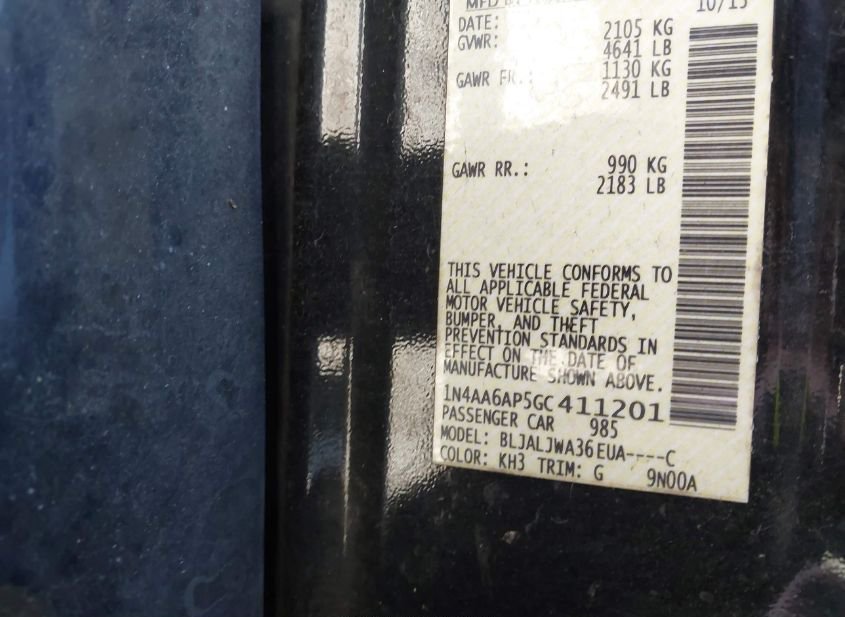 MFD BY
10/15
DATE:
GVWR: 2105 KG
4641 LB
GAWR FR.: 1130 KG
2491 LB
GAWR RR.: 990 KG
2183 LB
THIS VEHICLE CONFORMS TO
ALL APPLICABLE FEDERAL
MOTOR VEHICLE SAFETY,
BUMPER, AND THEFT
PREVENTION STANDARDS IN
EFFECT ON THE DATE OF
MANUFACTURE SHOWN ABOVE.
1N4AA6AP5GC411201
PASSENGER CAR 985
MODEL: BLJALJWA36EUA----C
COLOR: KH3 TRIM: G 9N00A